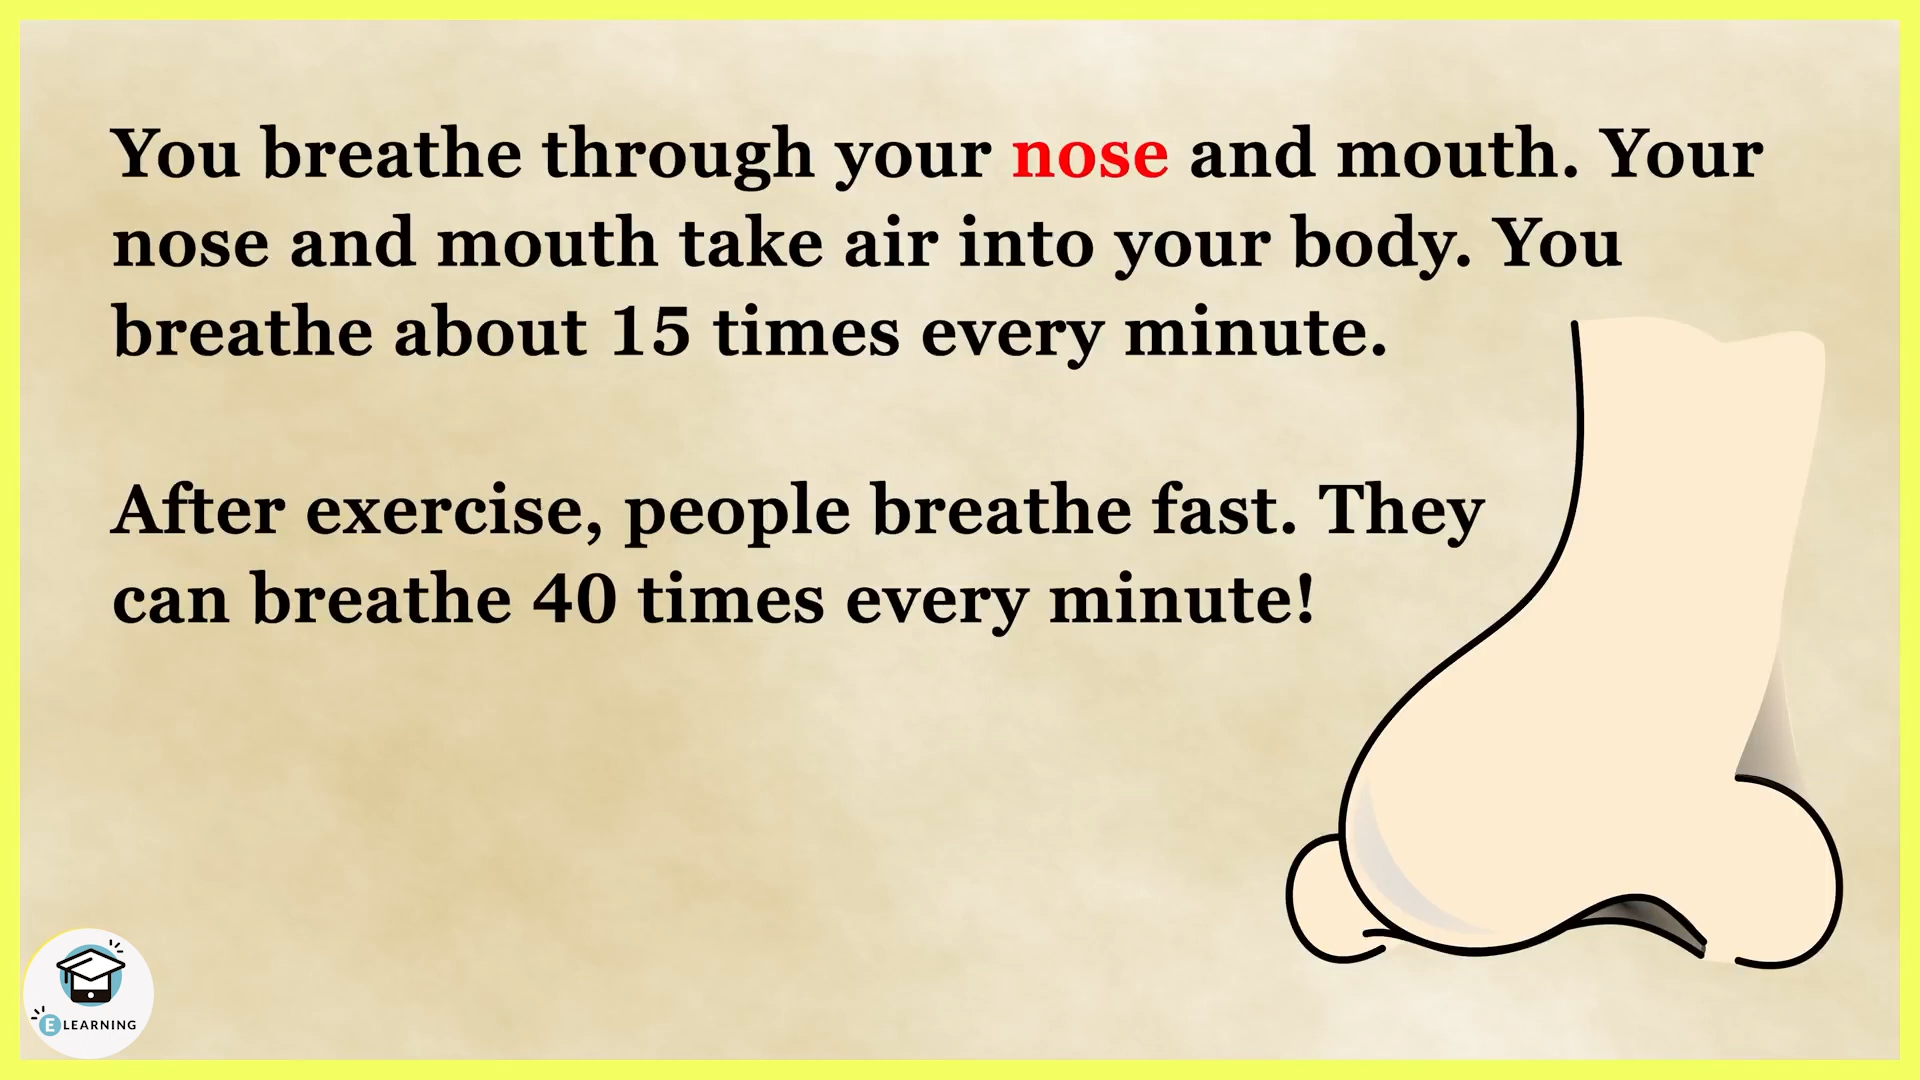 You breathe through your nose and mouth. Your
nose and mouth take air into your body. You
breathe about 15 times every minute.
After exercise, people breathe fast. They
can breathe 40 times every minute!
E LEARNING